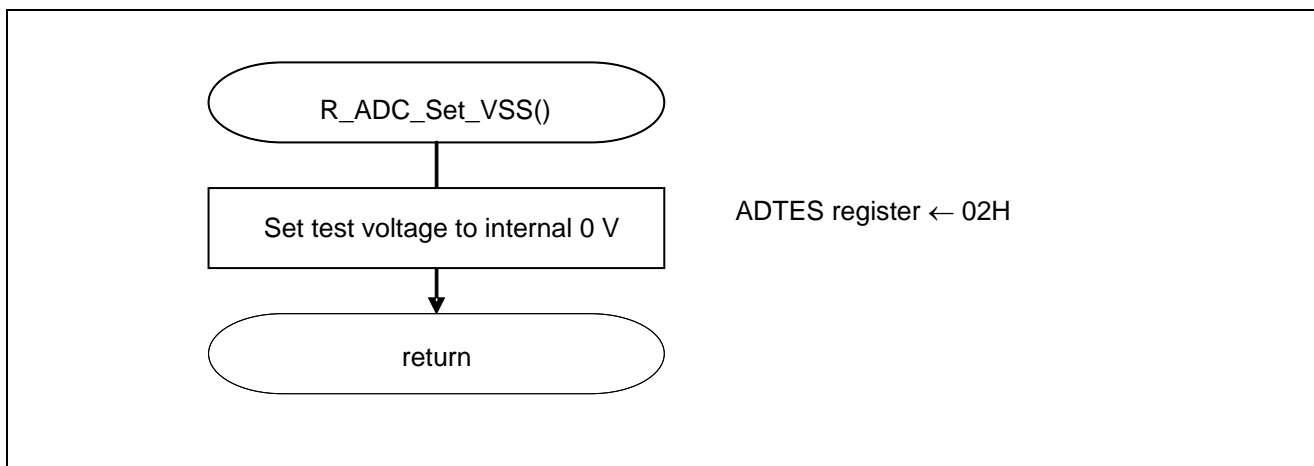 R_ADC_Set_VSS()
Set test voltage to internal 0 V
ADTES register ← 02H
return